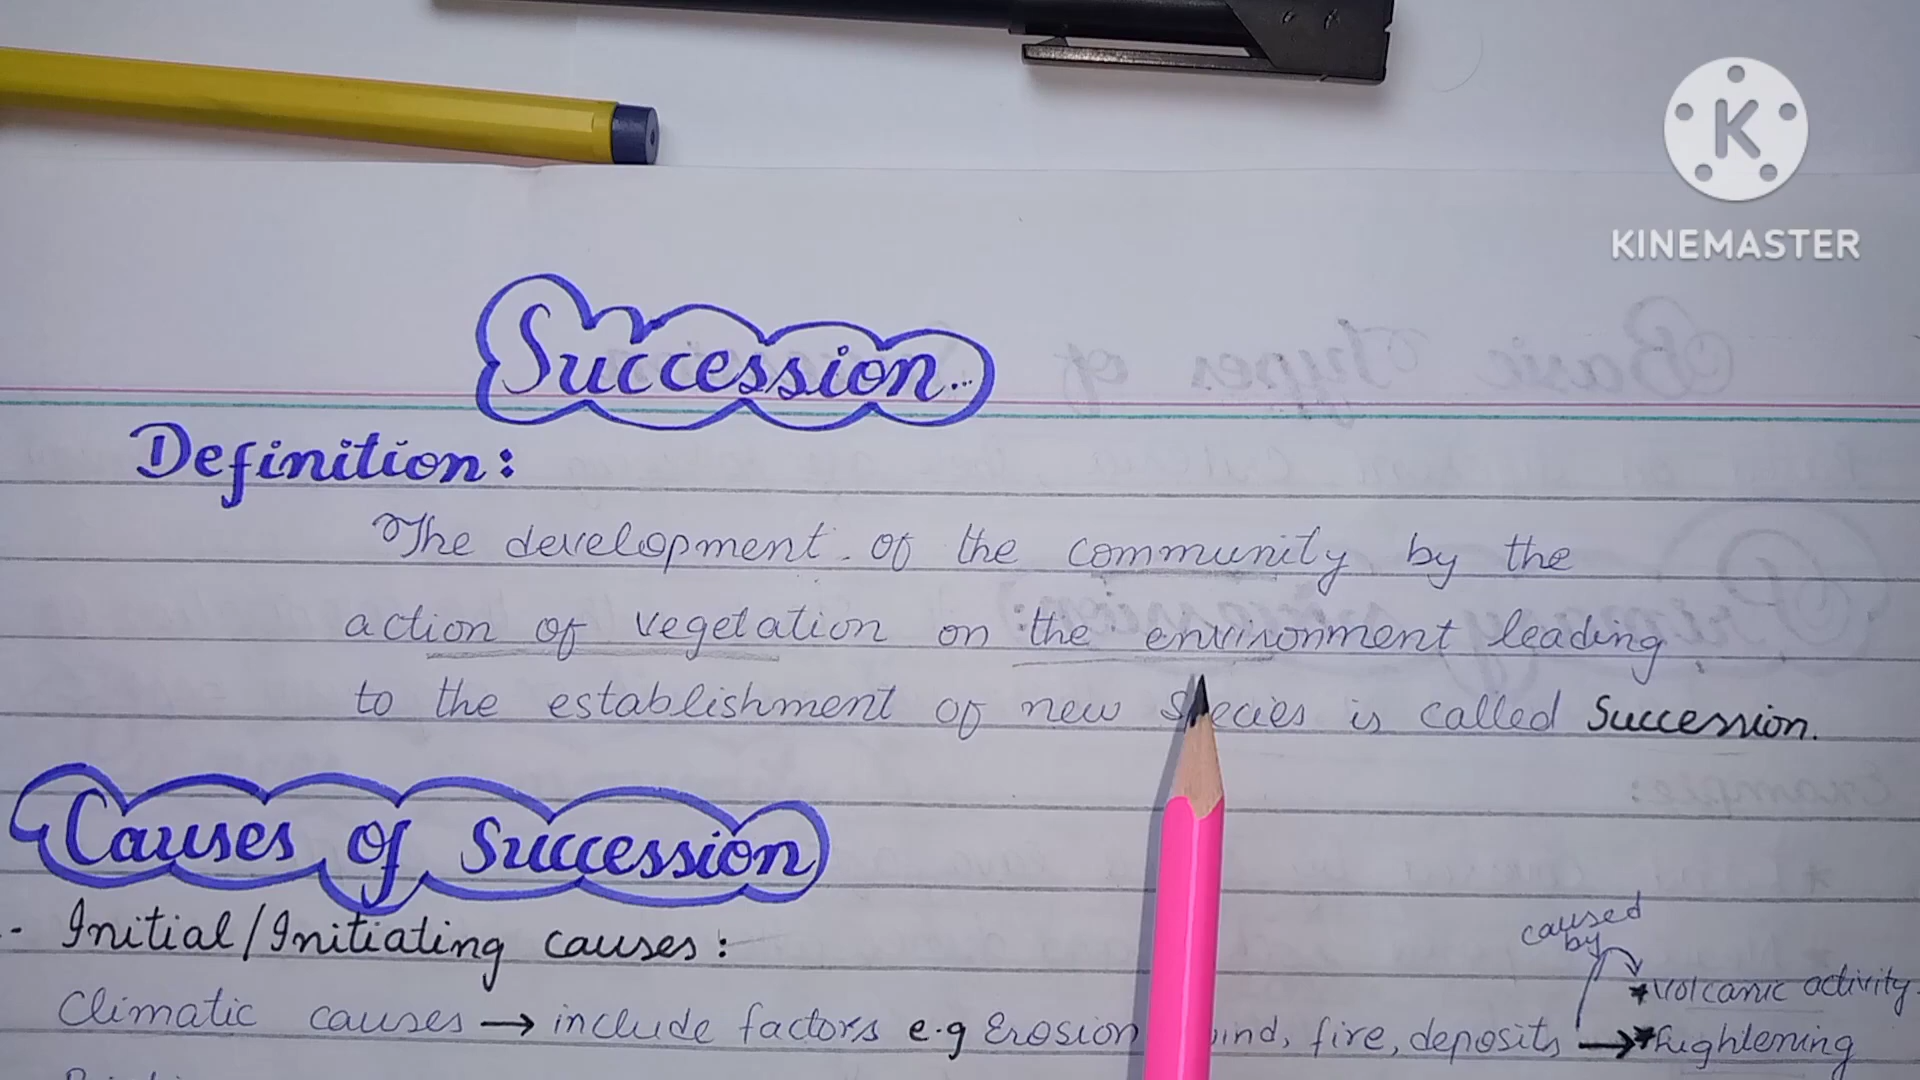 KINEMASTER
Succession...
Definition:
The development of the community by the
action of vegetation on the environment leading
to the establishment of new species is called Succession.
Causes of Succession
- Initial/Initiating causes:
caused
by
*volcanic activity
Climatic causes → include factors e.g Erosion, wind, fire, deposits → *